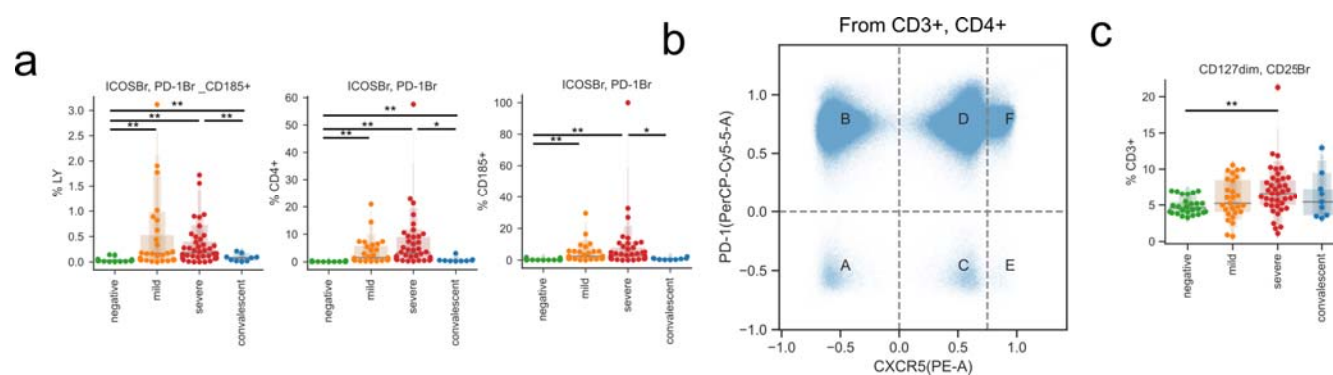 a
ICOSBr, PD-1Br _CD185+
% LY
3.0
2.5
2.0
1.5
1.0
0.5
0.0
**
**
**
**
negative
mild
severe
convalescent
ICOSBr, PD-1Br
% CD4+
60
50
40
30
20
10
0
**
**
*
**
negative
mild
severe
convalescent
ICOSBr, PD-1Br
% CD185+
100
80
60
40
20
0
**
*
**
negative
mild
severe
convalescent
b
From CD3+, CD4+
PD-1(PerCP-Cy5-5-A)
1.0
0.5
0.0
−0.5
−1.0
B
D
F
A
C
E
−1.0
−0.5
0.0
0.5
1.0
CXCR5(PE-A)
c
CD127dim, CD25Br
% CD3+
20
15
10
5
0
**
negative
mild
severe
convalescent